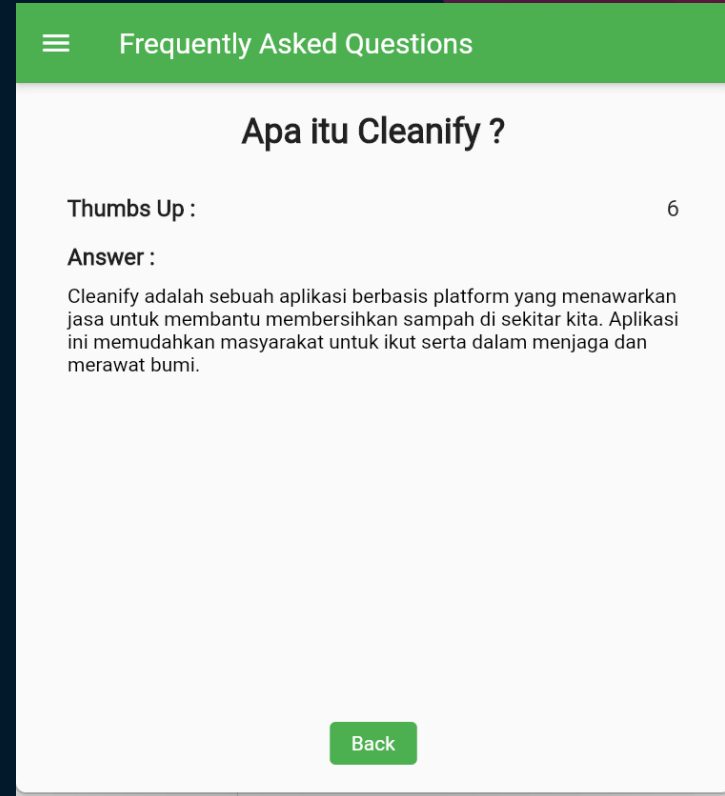 Frequently Asked Questions
Apa itu Cleanify ?
Thumbs Up : 6
Answer :
Cleanify adalah sebuah aplikasi berbasis platform yang menawarkan
jasa untuk membantu membersihkan sampah di sekitar kita. Aplikasi
ini memudahkan masyarakat untuk ikut serta dalam menjaga dan
merawat bumi.
Back